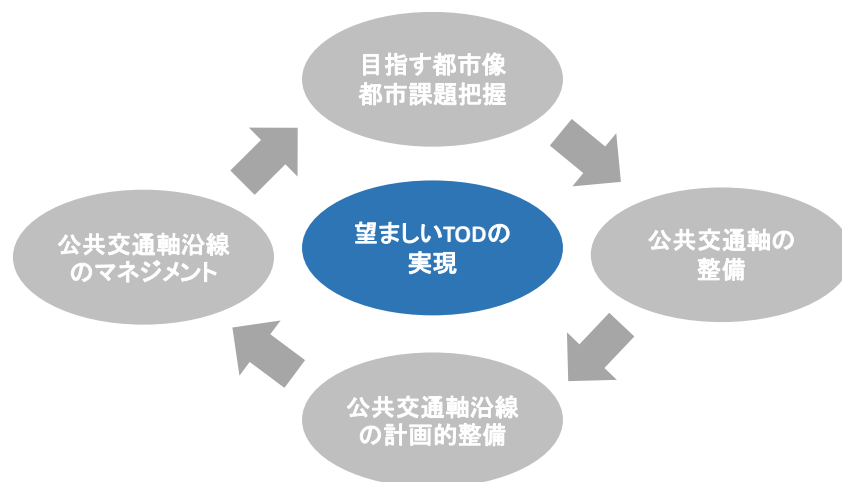 目指す都市像
都市課題把握
公共交通軸沿線
のマネジメント
望ましいTODの
実現
公共交通軸の
整備
公共交通軸沿線
の計画的整備